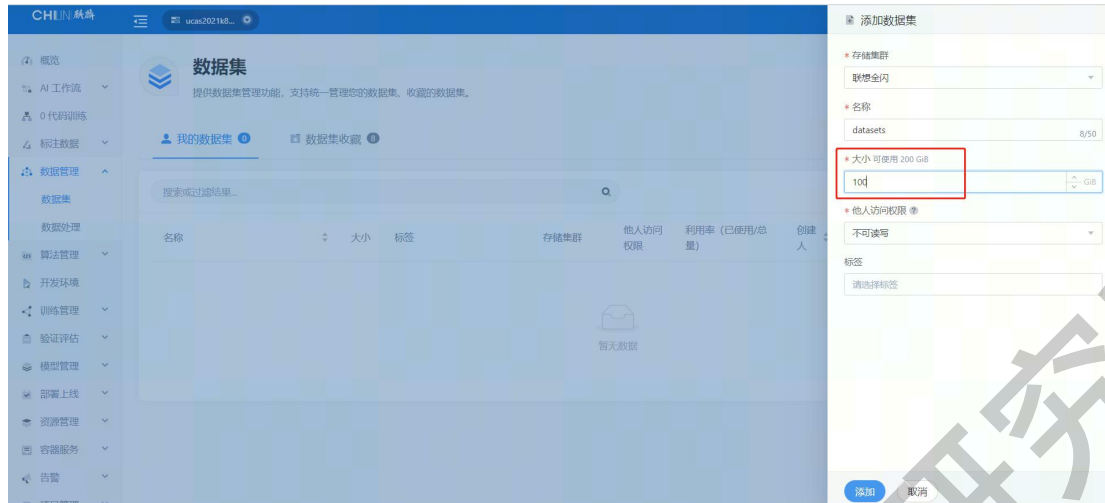 CHILIN 麒麟
ucas2021k8...
概览
AI 工作流
0 代码训练
标注数据
数据管理
数据集
数据处理
算法管理
开发环境
训练管理
验证评估
模型管理
部署上线
资源管理
容器服务
告警
数据集
提供数据集管理功能，支持统一管理您的数据集、收藏的数据集。
我的数据集 0
数据集收藏 0
搜索或过滤结果...
名称 大小 标签 存储集群 他人访问权限 利用率（已使用/总量） 创建人
暂无数据
添加数据集
* 存储集群
联想全闪
* 名称
datasets 8/50
* 大小 可使用 200 GiB
100 GiB
* 他人访问权限
不可读写
标签
请选择标签
添加 取消
研究